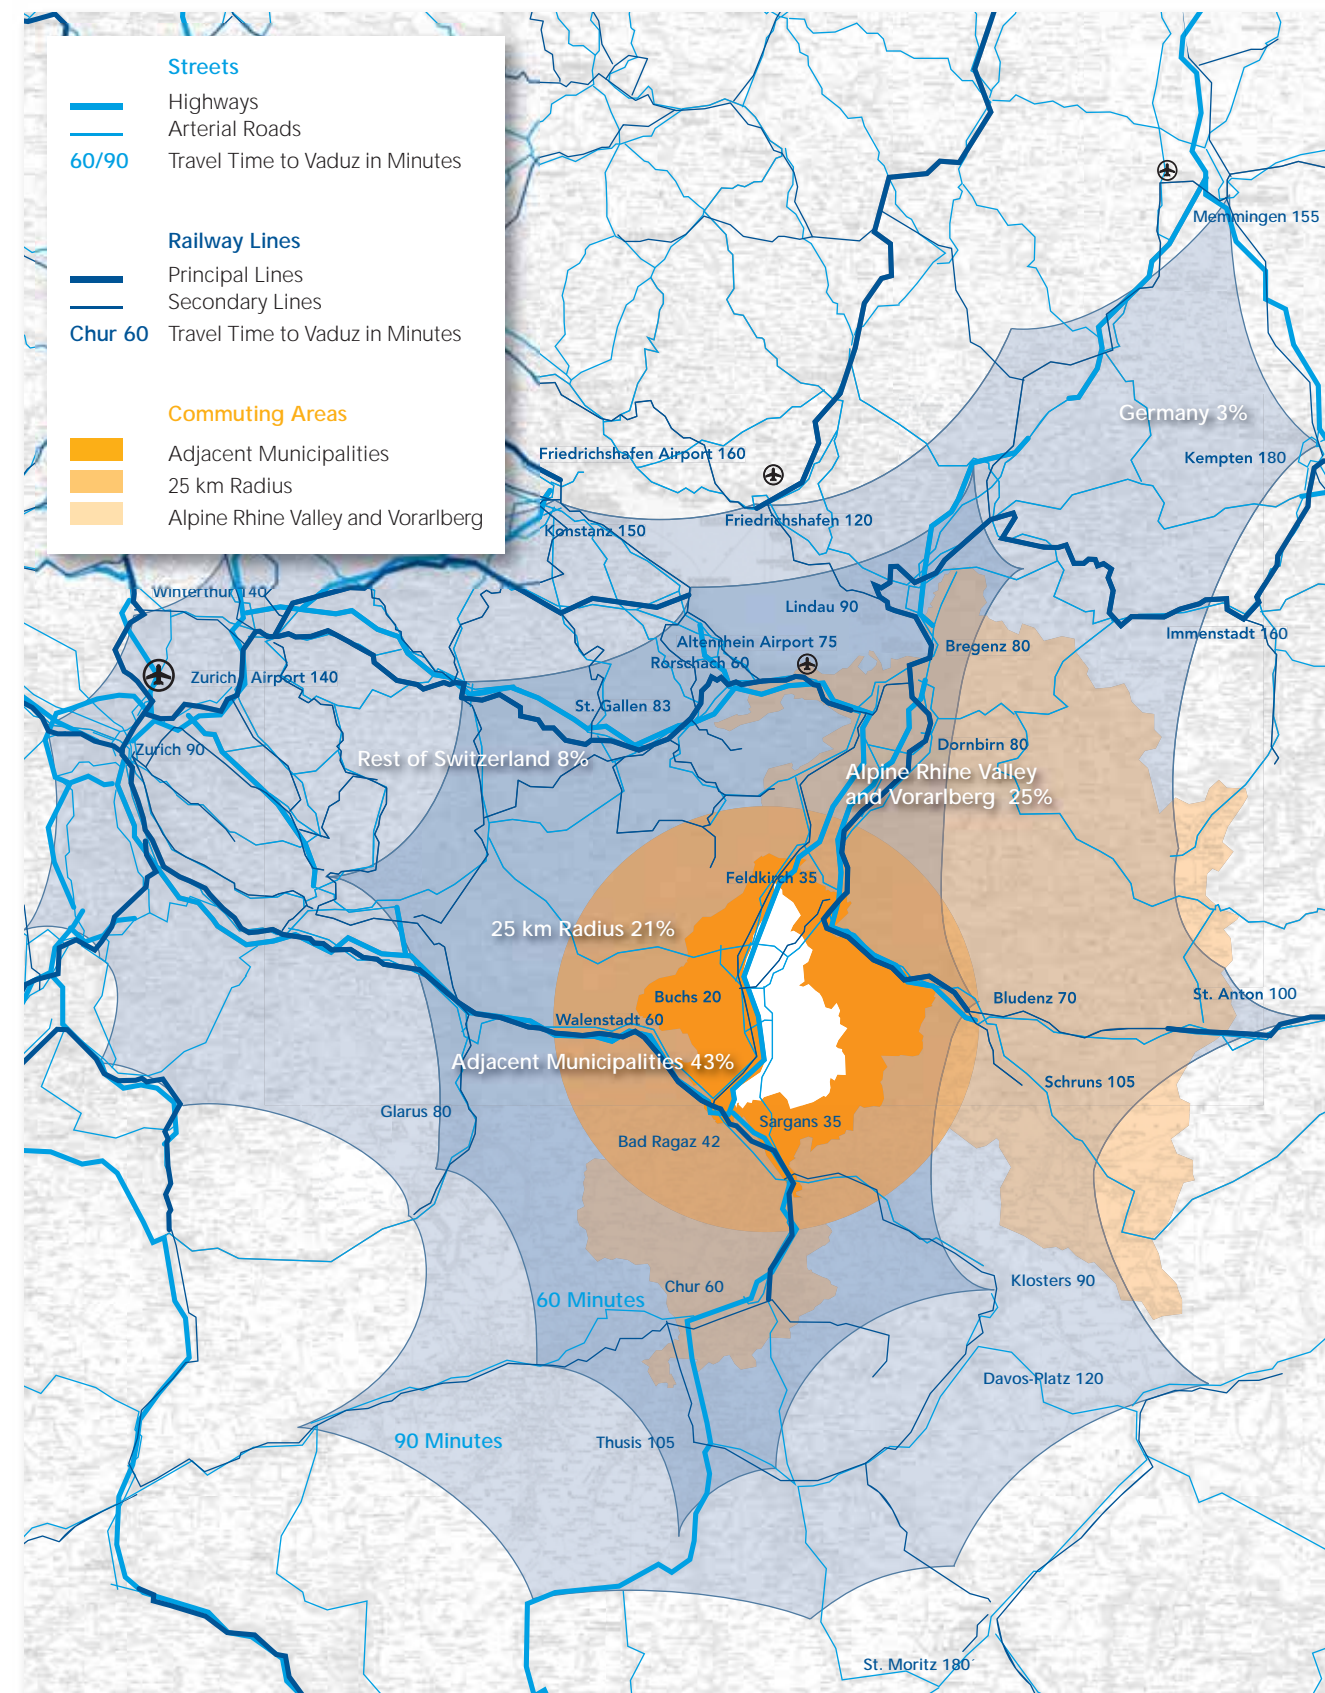 Streets
Highways
Arterial Roads
60/90 Travel Time to Vaduz in Minutes
Railway Lines
Principal Lines
Secondary Lines
Chur 60 Travel Time to Vaduz in Minutes
Commuting Areas
Adjacent Municipalities
25 km Radius
Alpine Rhine Valley and Vorarlberg
Memmingen 155
Germany 3%
Friedrichshafen Airport 160
Kempten 180
Friedrichshafen 120
Konstanz 150
Winterthur 140
Lindau 90
Immenstadt 160
Altenrhein Airport 75
Bregenz 80
Rorschach 60
Zurich Airport 140
St. Gallen 83
Zurich 90
Dornbirn 80
Rest of Switzerland 8%
Alpine Rhine Valley
and Vorarlberg 25%
Feldkirch 35
25 km Radius 21%
Buchs 20
Bludenz 70
St. Anton 100
Walenstadt 60
Adjacent Municipalities 43%
Schruns 105
Glarus 80
Sargans 35
Bad Ragaz 42
Klosters 90
Chur 60
60 Minutes
Davos-Platz 120
90 Minutes
Thusis 105
St. Moritz 180